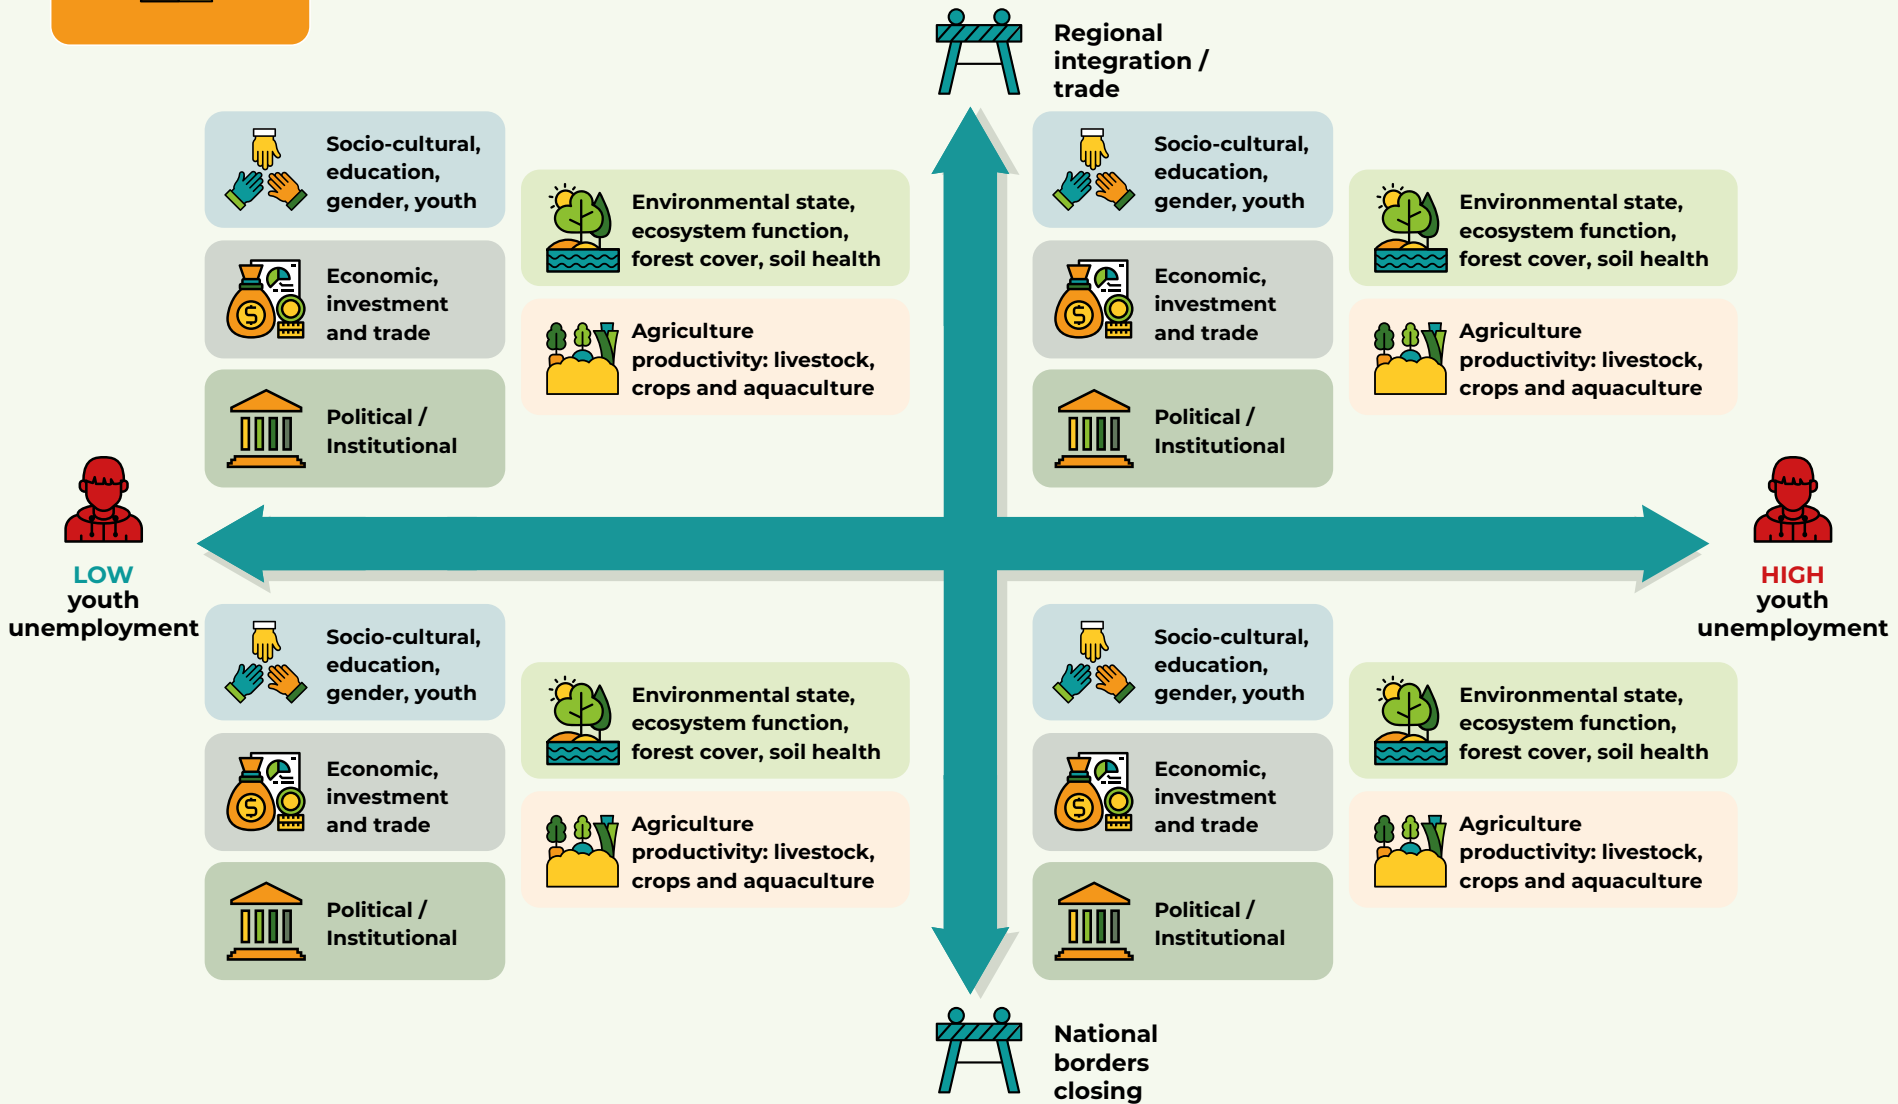 Regional
integration /
trade
Socio-cultural,
education,
gender, youth
Economic,
investment
and trade
Political /
Institutional
Environmental state,
ecosystem function,
forest cover, soil health
Agriculture
productivity: livestock,
crops and aquaculture
Socio-cultural,
education,
gender, youth
Economic,
investment
and trade
Political /
Institutional
Environmental state,
ecosystem function,
forest cover, soil health
Agriculture
productivity: livestock,
crops and aquaculture
LOW
youth
unemployment
HIGH
youth
unemployment
Socio-cultural,
education,
gender, youth
Economic,
investment
and trade
Political /
Institutional
Environmental state,
ecosystem function,
forest cover, soil health
Agriculture
productivity: livestock,
crops and aquaculture
Socio-cultural,
education,
gender, youth
Economic,
investment
and trade
Political /
Institutional
Environmental state,
ecosystem function,
forest cover, soil health
Agriculture
productivity: livestock,
crops and aquaculture
National
borders
closing